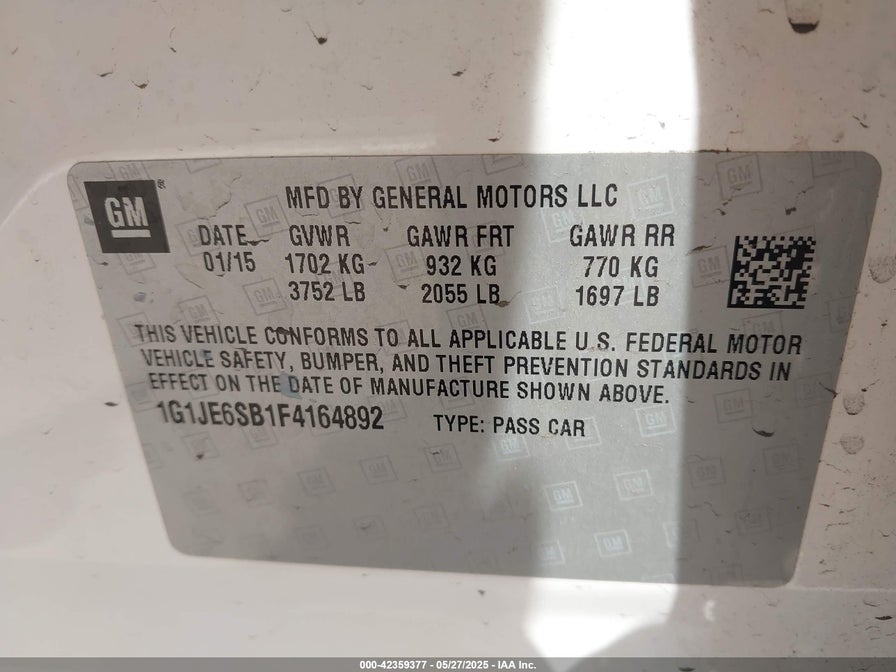 GM
MFD BY GENERAL MOTORS LLC
DATE GVWR GAWR FRT GAWR RR
01/15 1702 KG 932 KG 770 KG
3752 LB 2055 LB 1697 LB
THIS VEHICLE CONFORMS TO ALL APPLICABLE U.S. FEDERAL MOTOR
VEHICLE SAFETY, BUMPER, AND THEFT PREVENTION STANDARDS IN
EFFECT ON THE DATE OF MANUFACTURE SHOWN ABOVE.
1G1JE6SB1F4164892 TYPE: PASS CAR
000-42359377 - 05/27/2025 - IAA Inc.